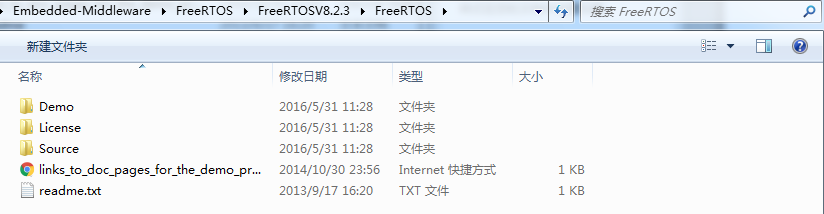 Embedded-Middleware ▸ FreeRTOS ▸ FreeRTOSV8.2.3 ▸ FreeRTOS ▸ 搜索 FreeRTOS
新建文件夹
名称 修改日期 类型 大小
Demo 2016/5/31 11:28 文件夹
License 2016/5/31 11:28 文件夹
Source 2016/5/31 11:28 文件夹
links_to_doc_pages_for_the_demo_pr... 2014/10/30 23:56 Internet 快捷方式 1 KB
readme.txt 2013/9/17 16:20 TXT 文件 1 KB